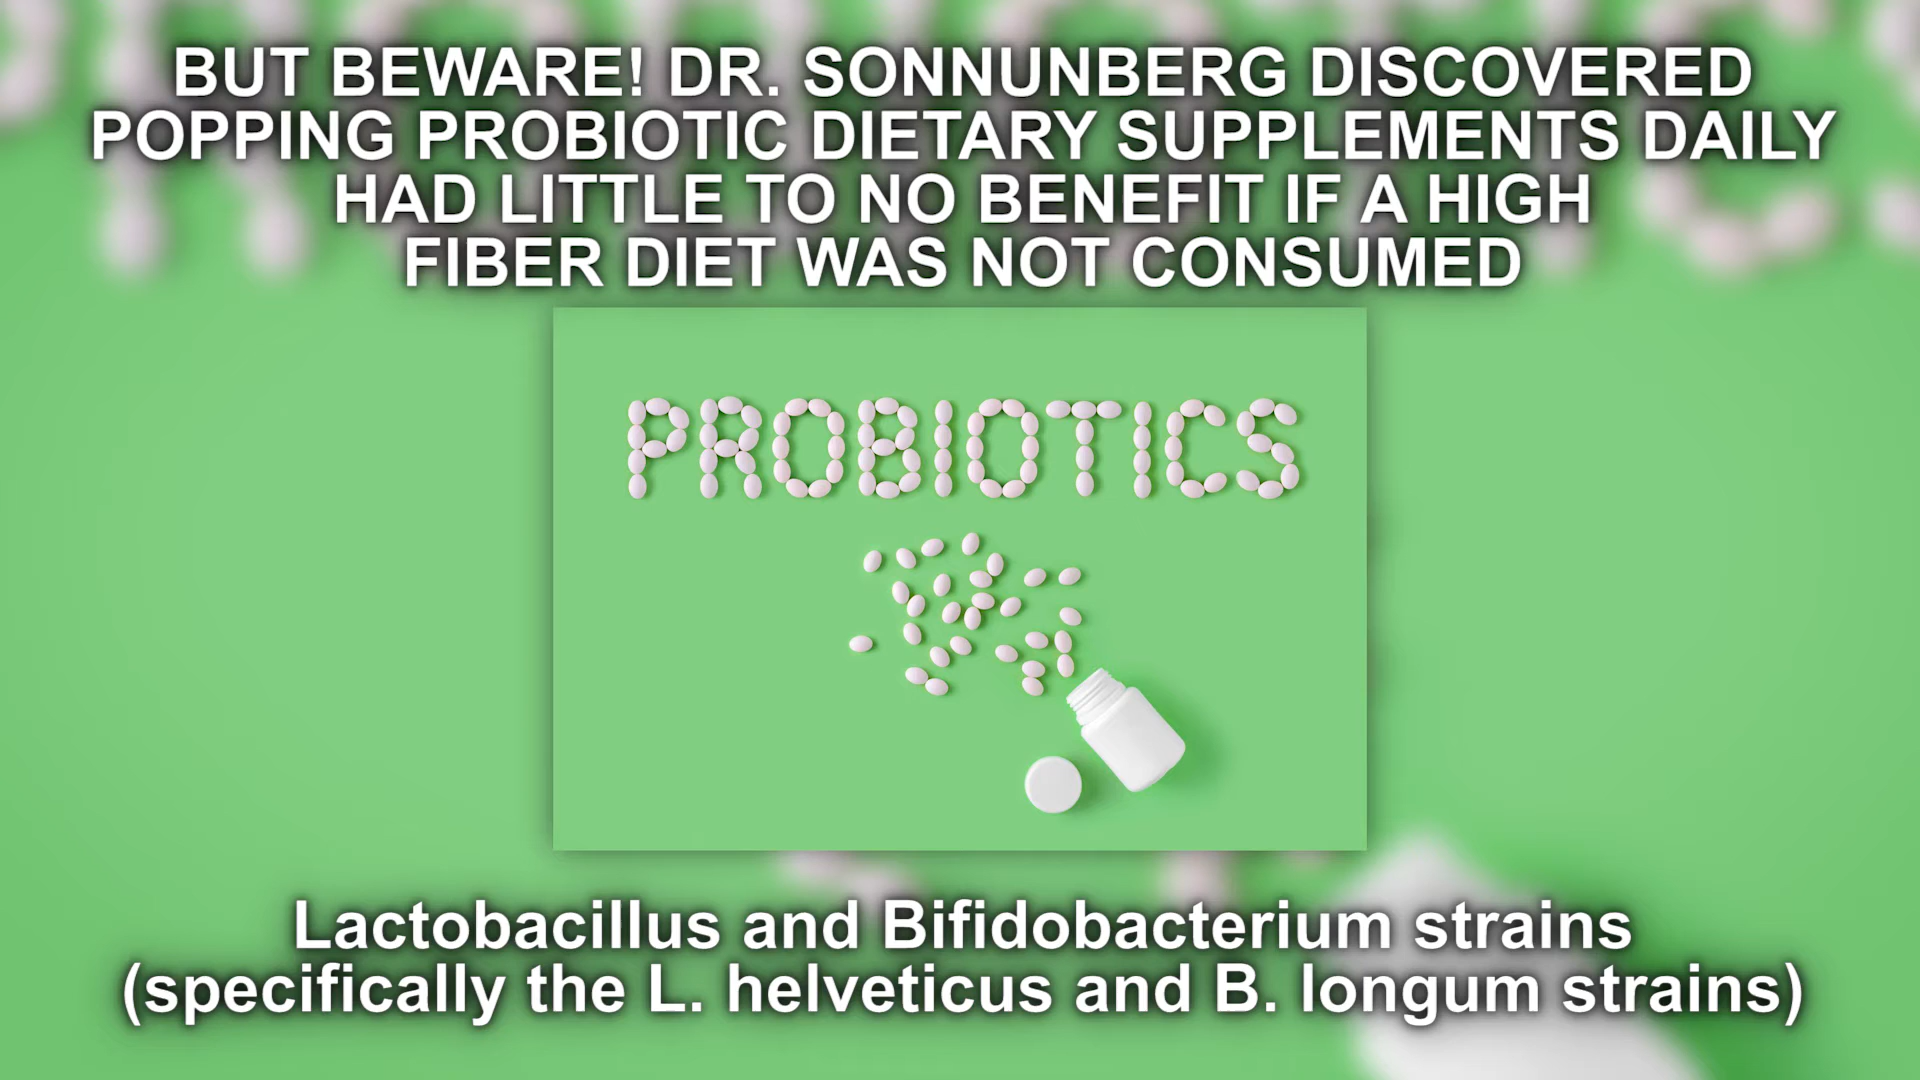 BUT BEWARE! DR. SONNUNBERG DISCOVERED
POPPING PROBIOTIC DIETARY SUPPLEMENTS DAILY
HAD LITTLE TO NO BENEFIT IF A HIGH
FIBER DIET WAS NOT CONSUMED
PROBIOTICS
Lactobacillus and Bifidobacterium strains
(specifically the L. helveticus and B. longum strains)